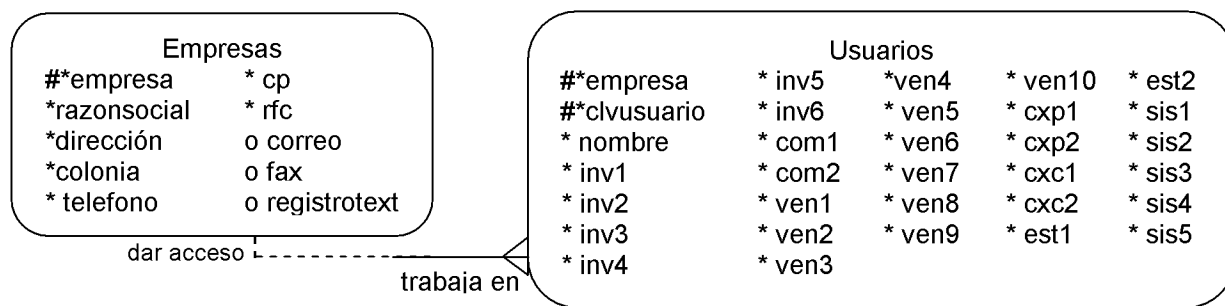 Empresas
#*empresa * cp
*razonsocial * rfc
*dirección o correo
*colonia o fax
* telefono o registrotext
dar acceso
trabaja en
Usuarios
#*empresa * inv5 *ven4 * ven10 * est2
#*clvusuario * inv6 * ven5 * cxp1 * sis1
* nombre * com1 * ven6 * cxp2 * sis2
* inv1 * com2 * ven7 * cxc1 * sis3
* inv2 * ven1 * ven8 * cxc2 * sis4
* inv3 * ven2 * ven9 * est1 * sis5
* inv4 * ven3